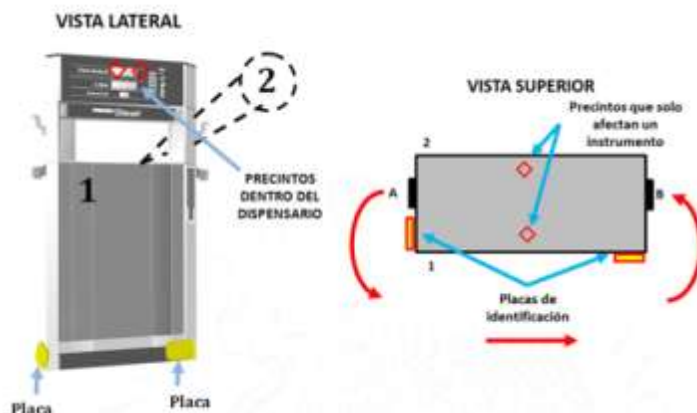 VISTA LATERAL
2
1
PRECINTOS
DENTRO DEL
DISPENSARIO
Placa
Placa
VISTA SUPERIOR
Precintos que solo
afectan un
instrumento
2
A
B
1
Placas de
identificación